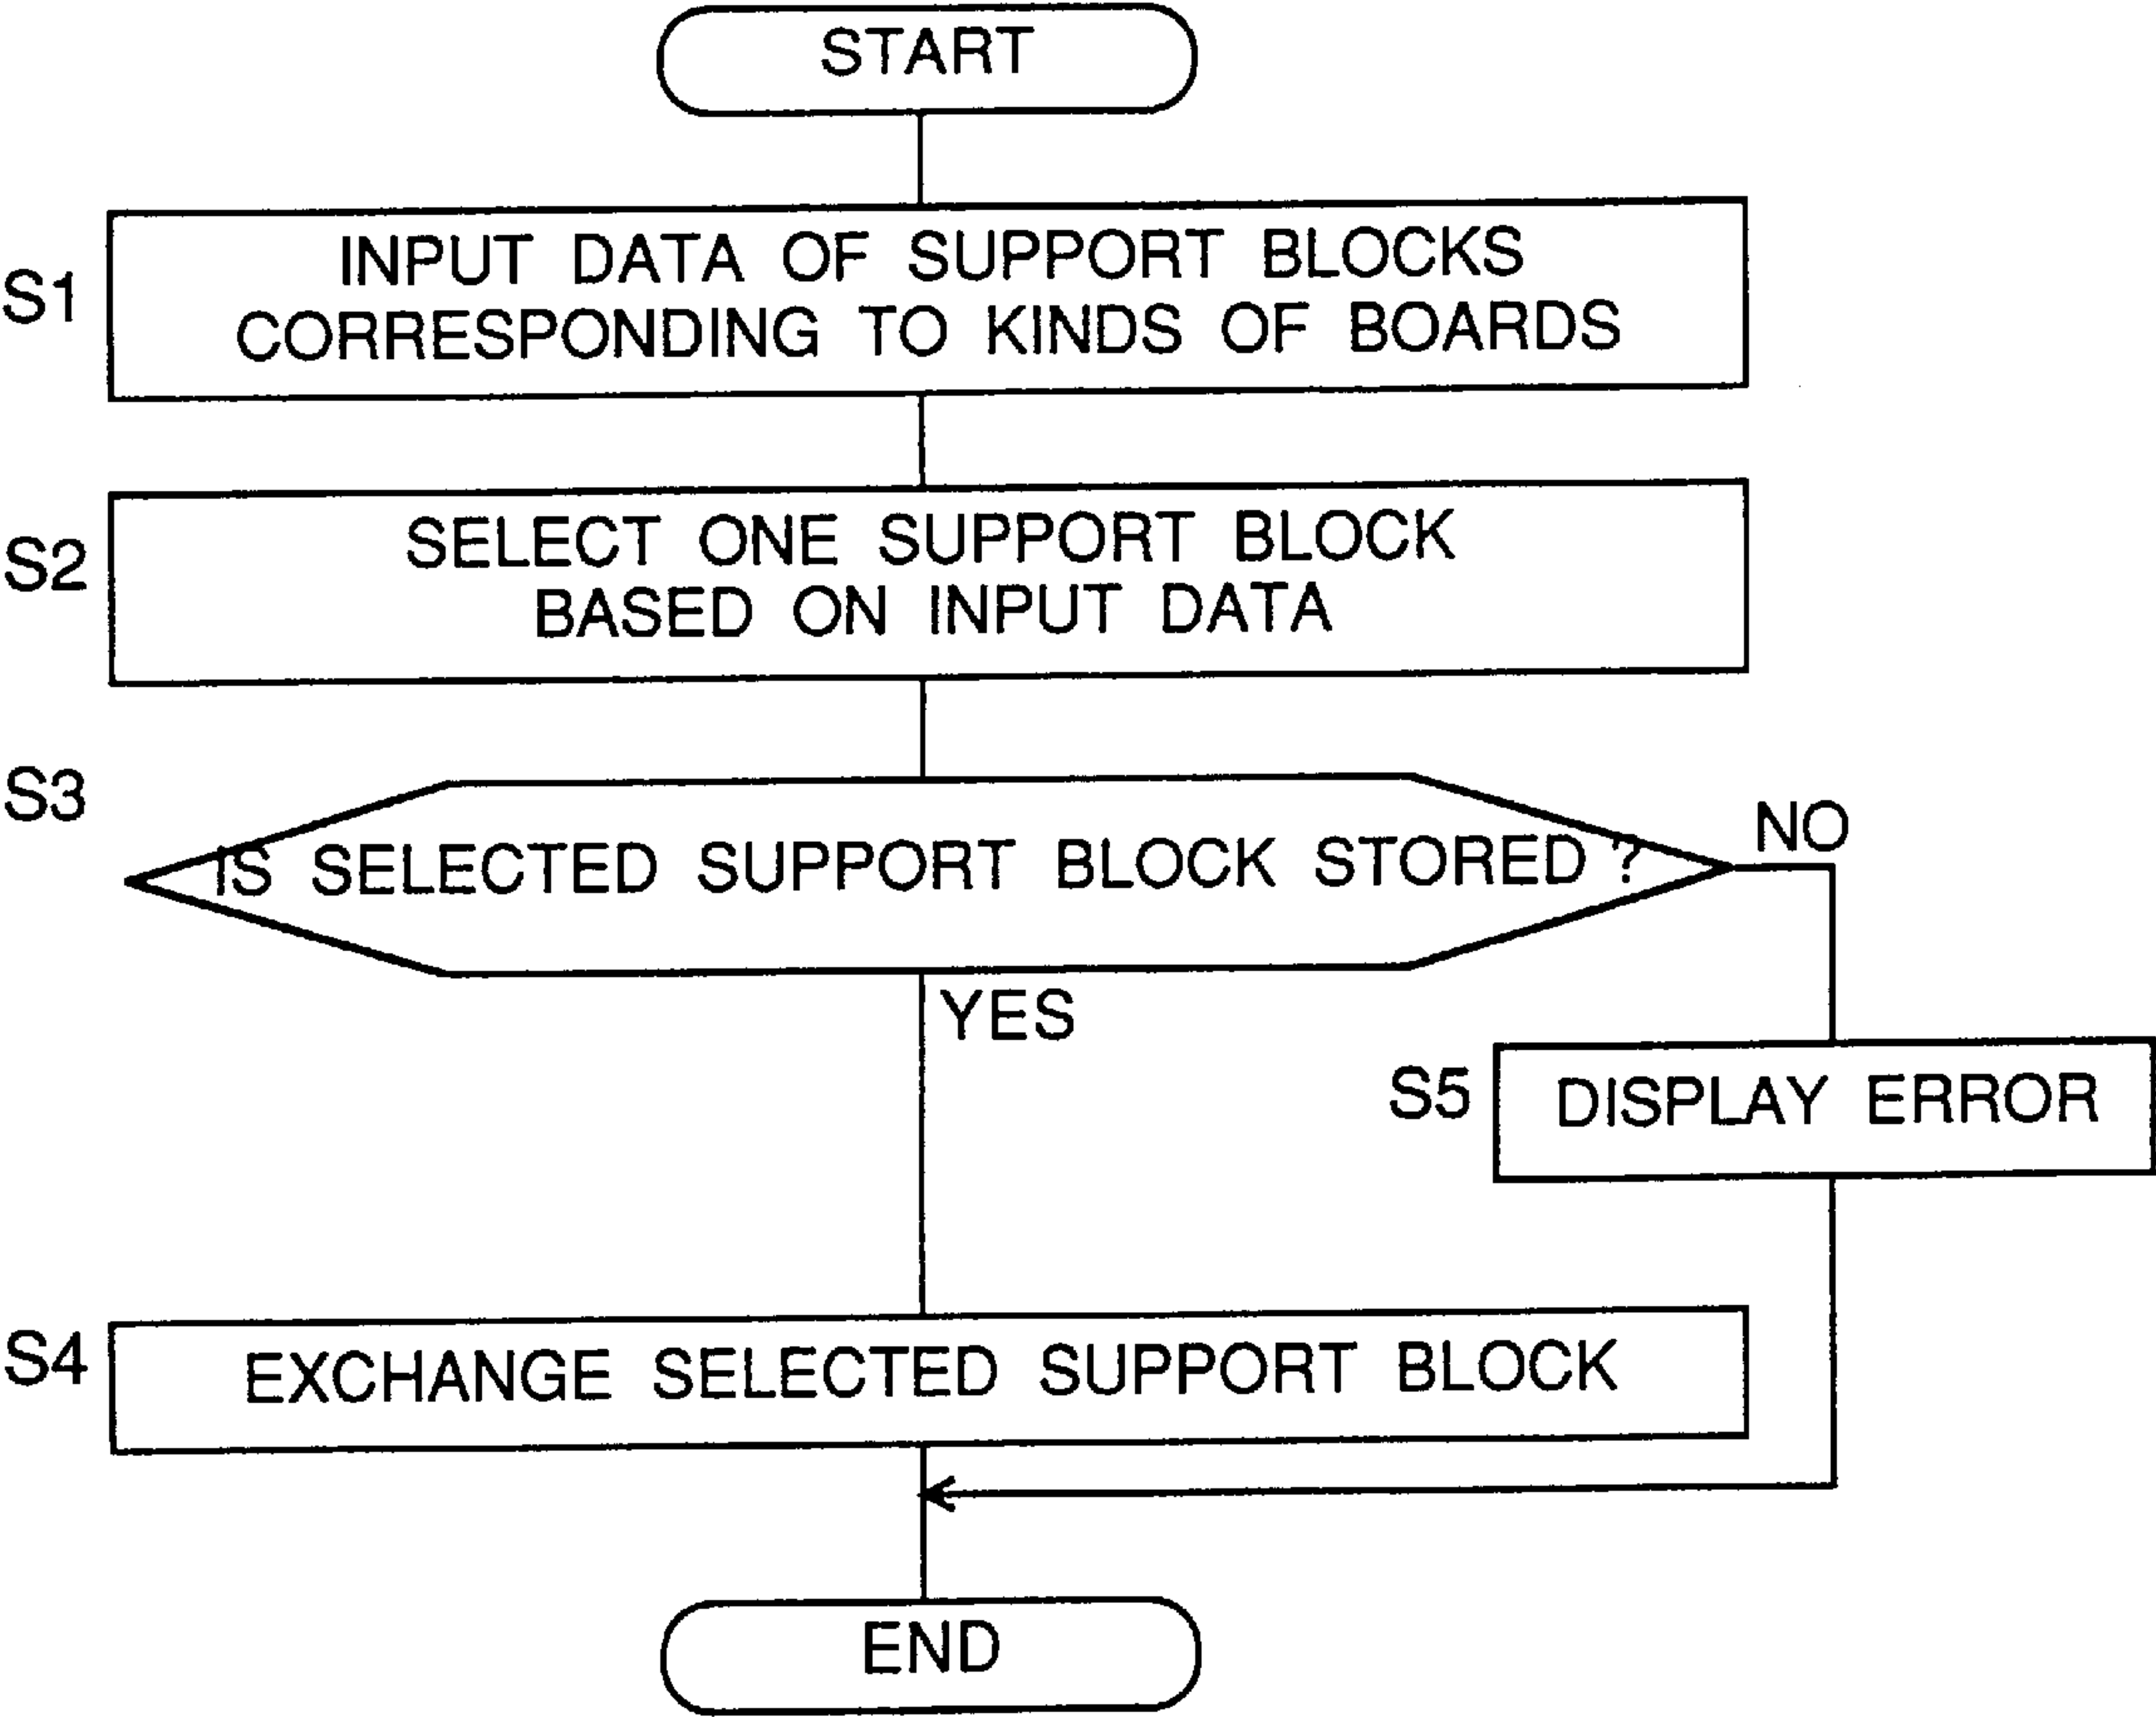 START
S1
INPUT DATA OF SUPPORT BLOCKS
CORRESPONDING TO KINDS OF BOARDS
S2
SELECT ONE SUPPORT BLOCK
BASED ON INPUT DATA
S3
IS SELECTED SUPPORT BLOCK STORED ?
NO
YES
S5
DISPLAY ERROR
S4
EXCHANGE SELECTED SUPPORT BLOCK
END